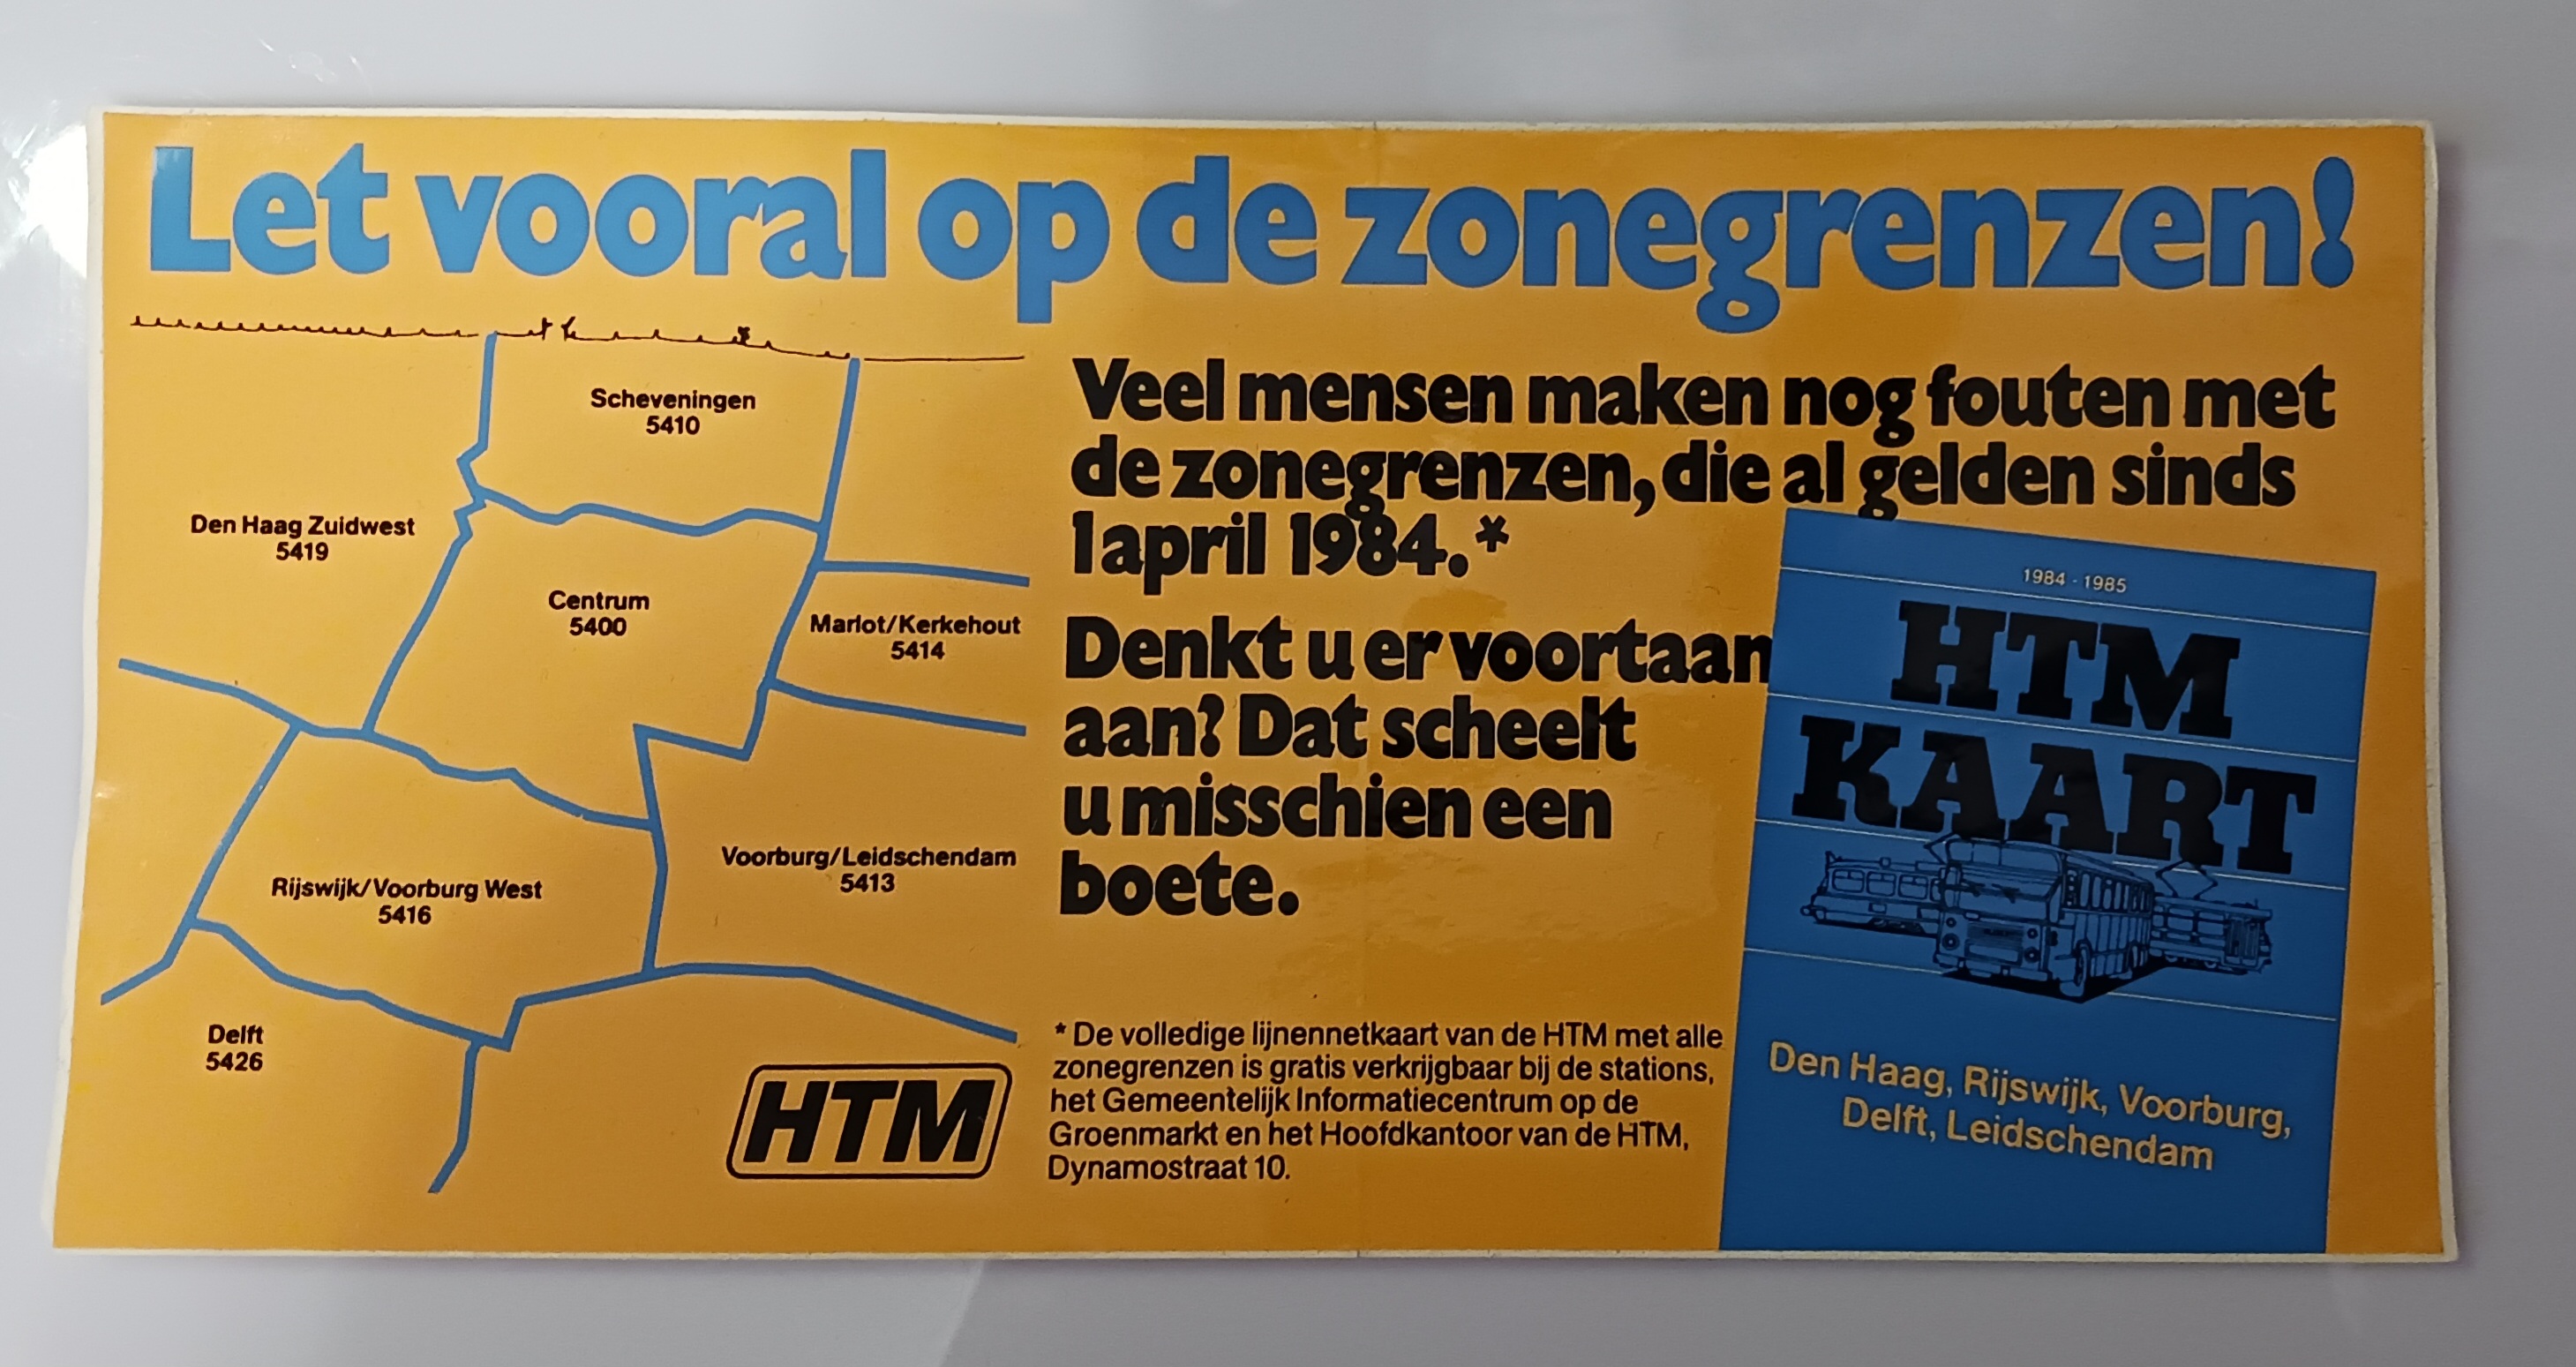 Let vooral op de zonegrenzen!
Scheveningen
5410
Den Haag Zuidwest
5419
Centrum
5400
Marlot/Kerkehout
5414
Voorburg/Leidschendam
5413
Rijswijk/Voorburg West
5416
Delft
5426
HTM
Veel mensen maken nog fouten met
de zonegrenzen, die al gelden sinds
1 april 1984.*
Denkt u er voortaan
aan? Dat scheelt
u misschien een
boete.
* De volledige lijnennetkaart van de HTM met alle
zonegrenzen is gratis verkrijgbaar bij de stations,
het Gemeentelijk Informatiecentrum op de
Groenmarkt en het Hoofdkantoor van de HTM,
Dynamostraat 10.
1984 - 1985
HTM
KAART
Den Haag, Rijswijk, Voorburg,
Delft, Leidschendam